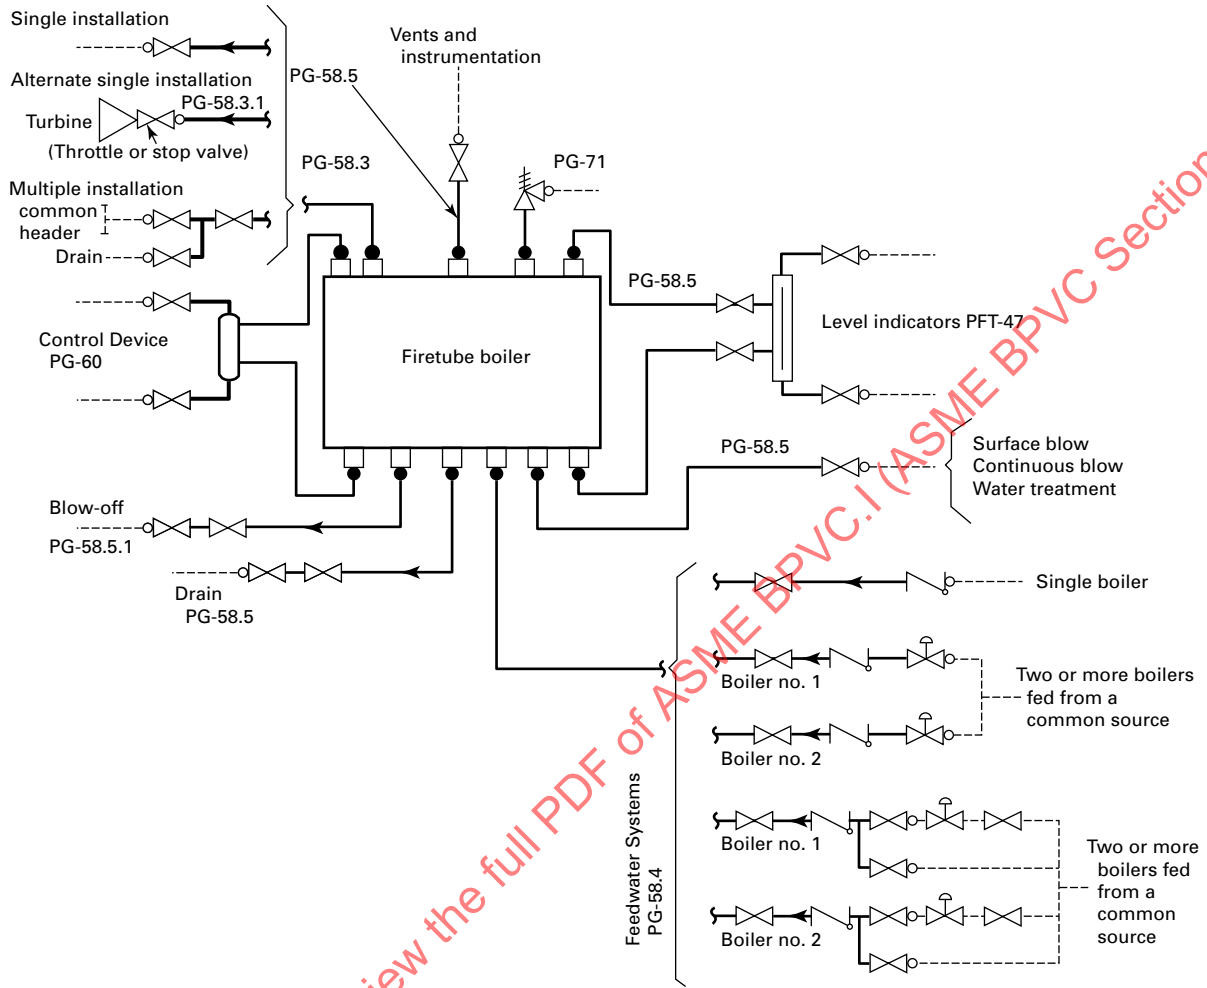 Single installation
Vents and
instrumentation
Alternate single installation
PG-58.5
PG-58.3.1
Turbine
(Throttle or stop valve)
PG-58.3
PG-71
Multiple installation
common
header
Drain
PG-58.5
Control Device
PG-60
Firetube boiler
Level indicators PFT-47
PG-58.5
Surface blow
Continuous blow
Water treatment
Blow-off
PG-58.5.1
Drain
PG-58.5
Single boiler
Boiler no. 1
Two or more boilers
fed from a
common source
Boiler no. 2
Feedwater Systems
PG-58.4
Boiler no. 1
Two or more
boilers fed
from a
common
source
Boiler no. 2
iew the full PDF of ASME BPVC.I (ASME BPVC Section